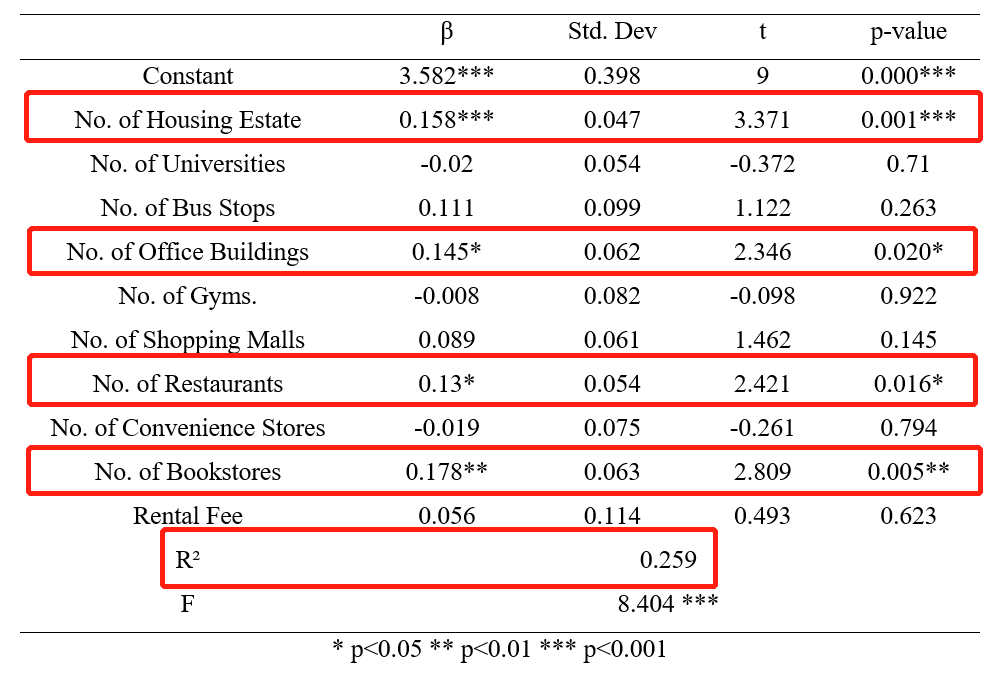 β Std. Dev t p-value
Constant 3.582*** 0.398 9 0.000***
No. of Housing Estate 0.158*** 0.047 3.371 0.001***
No. of Universities -0.02 0.054 -0.372 0.71
No. of Bus Stops 0.111 0.099 1.122 0.263
No. of Office Buildings 0.145* 0.062 2.346 0.020*
No. of Gyms. -0.008 0.082 -0.098 0.922
No. of Shopping Malls 0.089 0.061 1.462 0.145
No. of Restaurants 0.13* 0.054 2.421 0.016*
No. of Convenience Stores -0.019 0.075 -0.261 0.794
No. of Bookstores 0.178** 0.063 2.809 0.005**
Rental Fee 0.056 0.114 0.493 0.623
R² 0.259
F 8.404 ***
* p<0.05 ** p<0.01 *** p<0.001